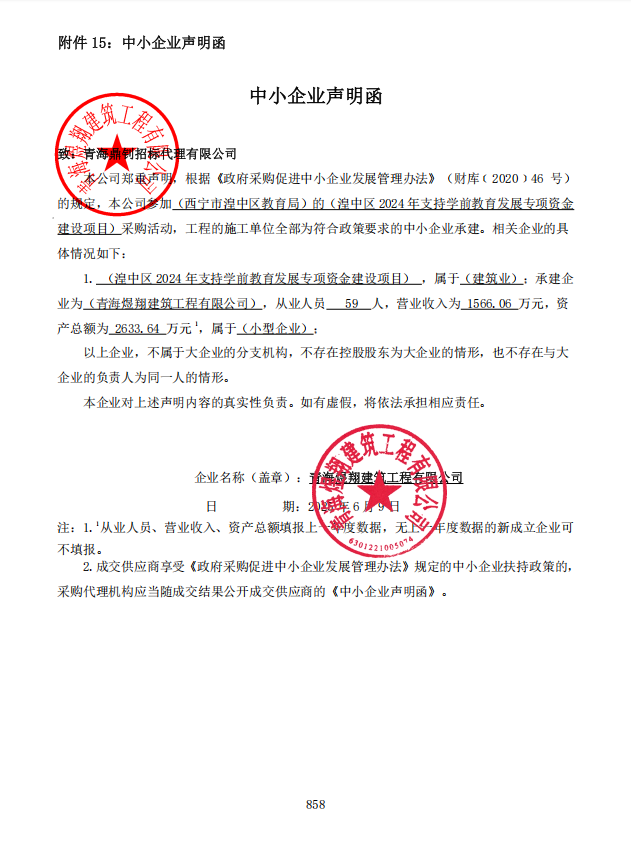 附件 15：中小企业声明函
中小企业声明函
致：青海鼎钊招标代理有限公司
本公司郑重声明，根据《政府采购促进中小企业发展管理办法》（财库﹝2020﹞46 号）
的规定，本公司参加（西宁市湟中区教育局）的（湟中区 2024 年支持学前教育发展专项资金
建设项目）采购活动，工程的施工单位全部为符合政策要求的中小企业承建。相关企业的具
体情况如下：
1. （湟中区 2024 年支持学前教育发展专项资金建设项目） ，属于（建筑业）；承建企
业为（青海煜翔建筑工程有限公司），从业人员 59 人，营业收入为 1566.06 万元，资
产总额为 2633.64 万元¹，属于（小型企业）；
以上企业，不属于大企业的分支机构，不存在控股股东为大企业的情形，也不存在与大
企业的负责人为同一人的情形。
本企业对上述声明内容的真实性负责。如有虚假，将依法承担相应责任。
企业名称（盖章）：青海煜翔建筑工程有限公司
日 期：年 6 月 9 日
青海煜翔建筑工程有限公司
6301221005074
注：1.¹从业人员、营业收入、资产总额填报上一年度数据，无上一年度数据的新成立企业可
不填报。
2.成交供应商享受《政府采购促进中小企业发展管理办法》规定的中小企业扶持政策的，
采购代理机构应当随成交结果公开成交供应商的《中小企业声明函》。
858